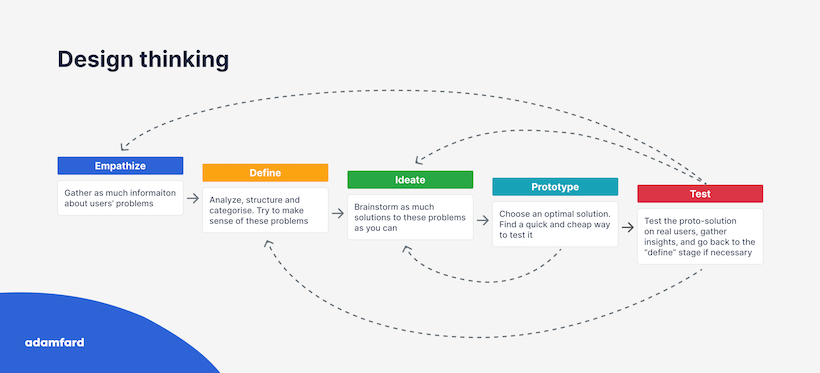 Design thinking
Empathize
Gather as much informaiton
about users' problems
Define
Analyze, structure and
categorise. Try to make
sense of these problems
Ideate
Brainstorm as much
solutions to these problems
as you can
Prototype
Choose an optimal solution.
Find a quick and cheap way
to test it
Test
Test the proto-solution
on real users, gather
insights, and go back to the
"define" stage if necessary
adamfard